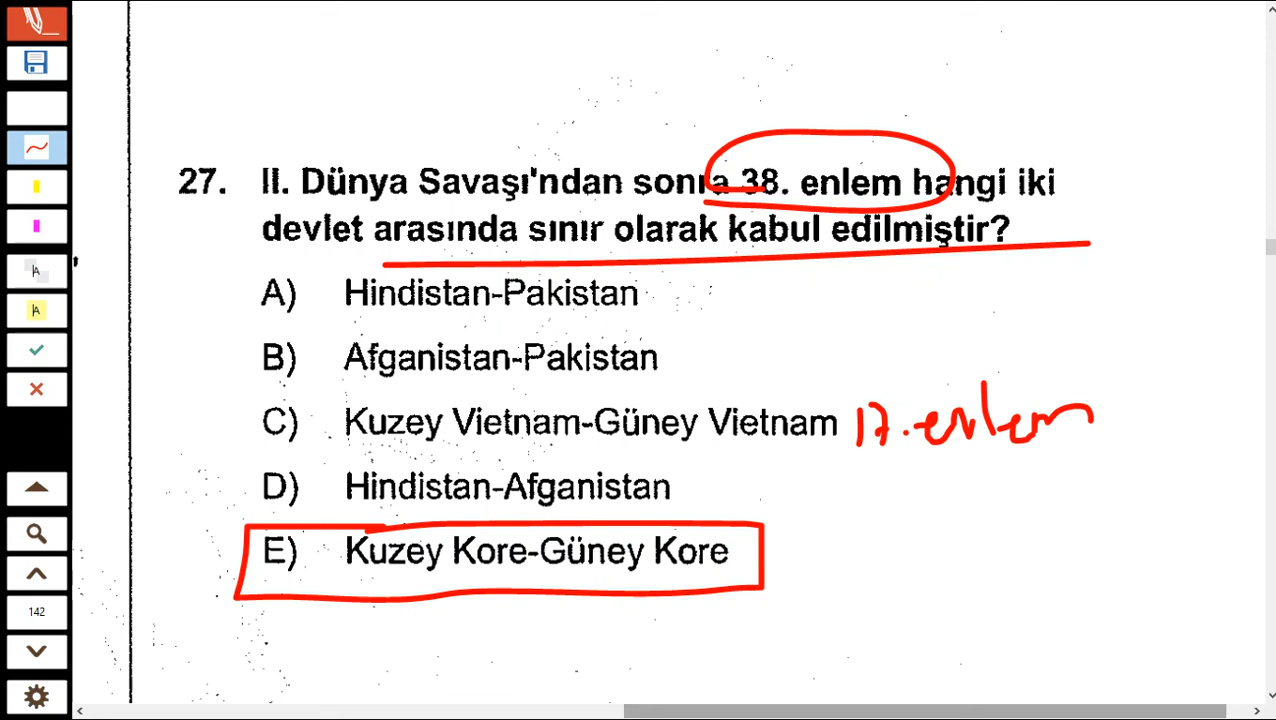 27. II. Dünya Savaşı'ndan sonra 38. enlem hangi iki
devlet arasında sınır olarak kabul edilmiştir?
A) Hindistan-Pakistan
B) Afganistan-Pakistan
C) Kuzey Vietnam-Güney Vietnam 17. enlem
D) Hindistan-Afganistan
E) Kuzey Kore-Güney Kore
A
A
142